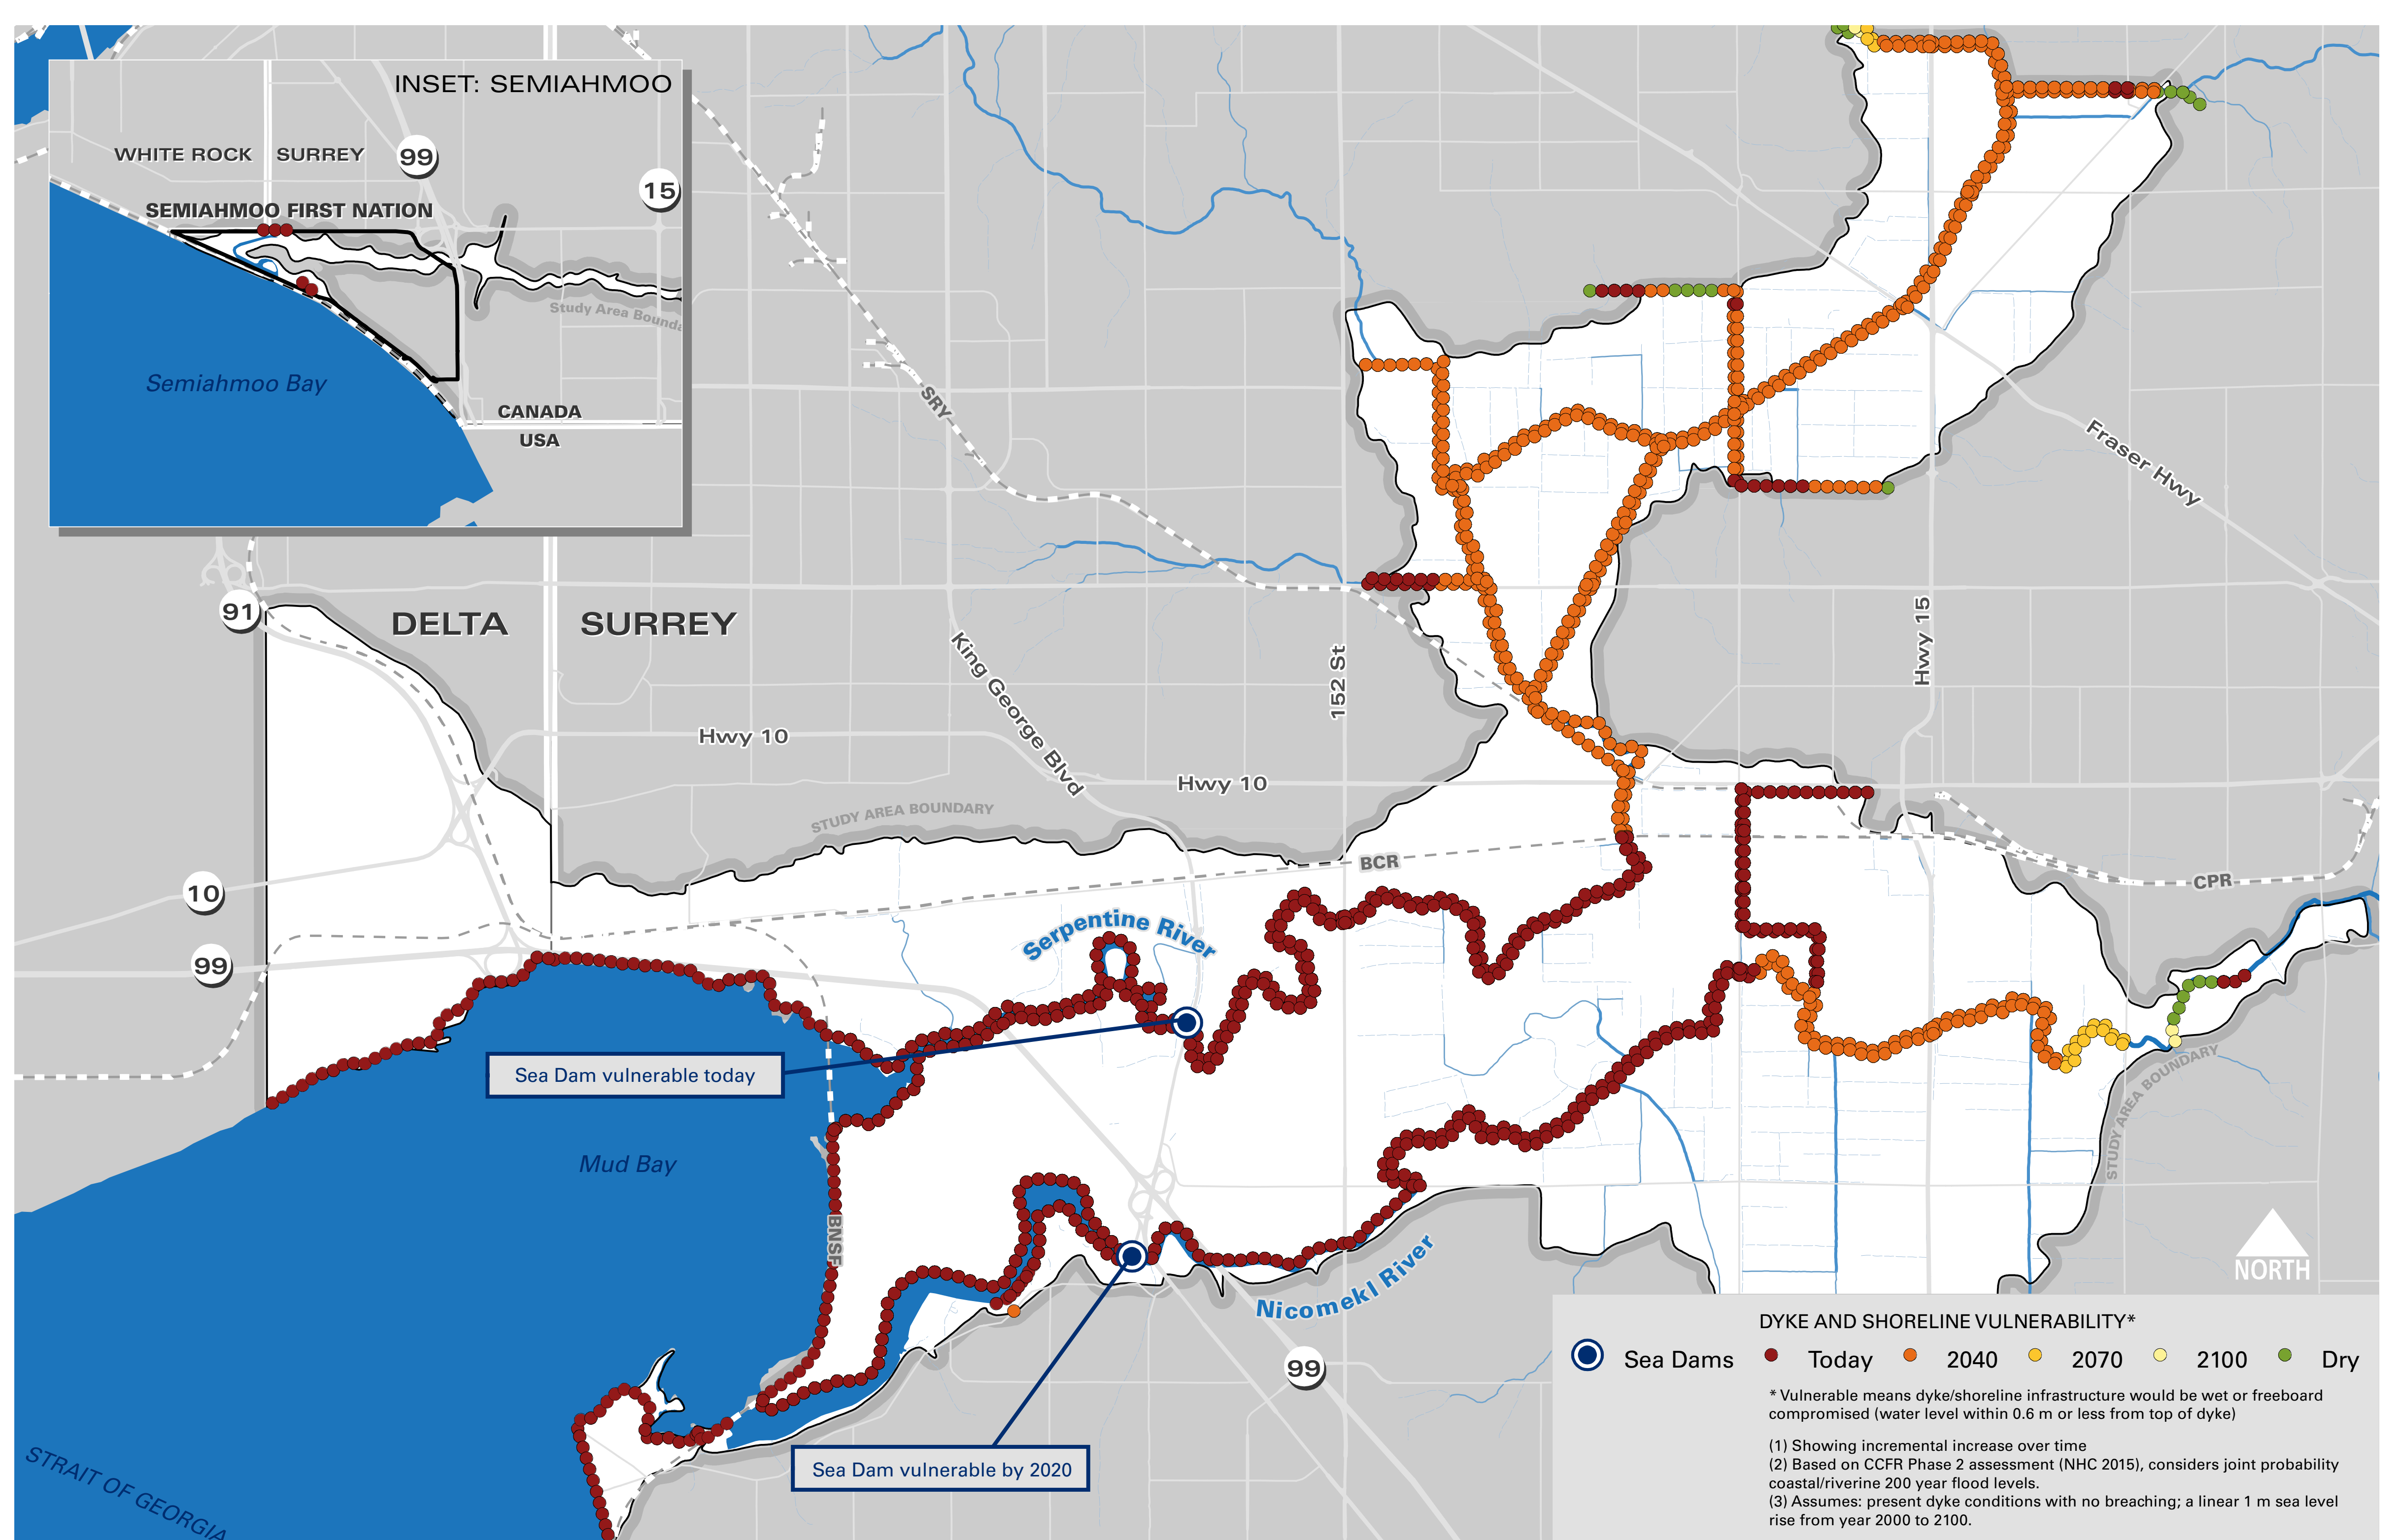 INSET: SEMIAHMOO
WHITE ROCK
SURREY
99
15
SEMIAHMOO FIRST NATION
Study Area Bounda
Semiahmoo Bay
CANADA
USA
SRY
Fraser Hwy
91
DELTA
SURREY
King George Blvd
152 St
Hwy 15
Hwy 10
Hwy 10
STUDY AREA BOUNDARY
BCR
CPR
10
99
Serpentine River
Sea Dam vulnerable today
STUDY AREA BOUNDARY
Mud Bay
BNSF
Nicomekl River
NORTH
99
Sea Dam vulnerable by 2020
STRAIT OF GEORGIA
DYKE AND SHORELINE VULNERABILITY*
Sea Dams
Today
2040
2070
2100
Dry
* Vulnerable means dyke/shoreline infrastructure would be wet or freeboard
compromised (water level within 0.6 m or less from top of dyke)
(1) Showing incremental increase over time
(2) Based on CCFR Phase 2 assessment (NHC 2015), considers joint probability
coastal/riverine 200 year flood levels.
(3) Assumes: present dyke conditions with no breaching; a linear 1 m sea level
rise from year 2000 to 2100.